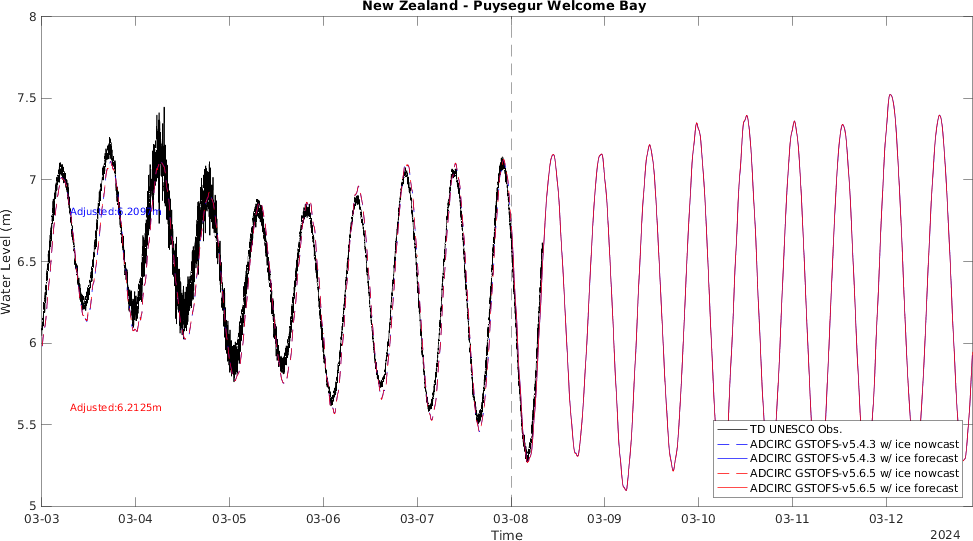 New Zealand - Puysegur Welcome Bay
8
7.5
7
6.5
6
5.5
5
Water Level (m)
Adjusted:6.2125m
03-03
03-04
03-05
03-06
03-07
03-08
03-09
03-10
03-11
03-12
Time
2024
TD UNESCO Obs.
ADCIRC GSTOFS-v5.4.3 w/ ice nowcast
ADCIRC GSTOFS-v5.4.3 w/ ice forecast
ADCIRC GSTOFS-v5.6.5 w/ ice nowcast
ADCIRC GSTOFS-v5.6.5 w/ ice forecast